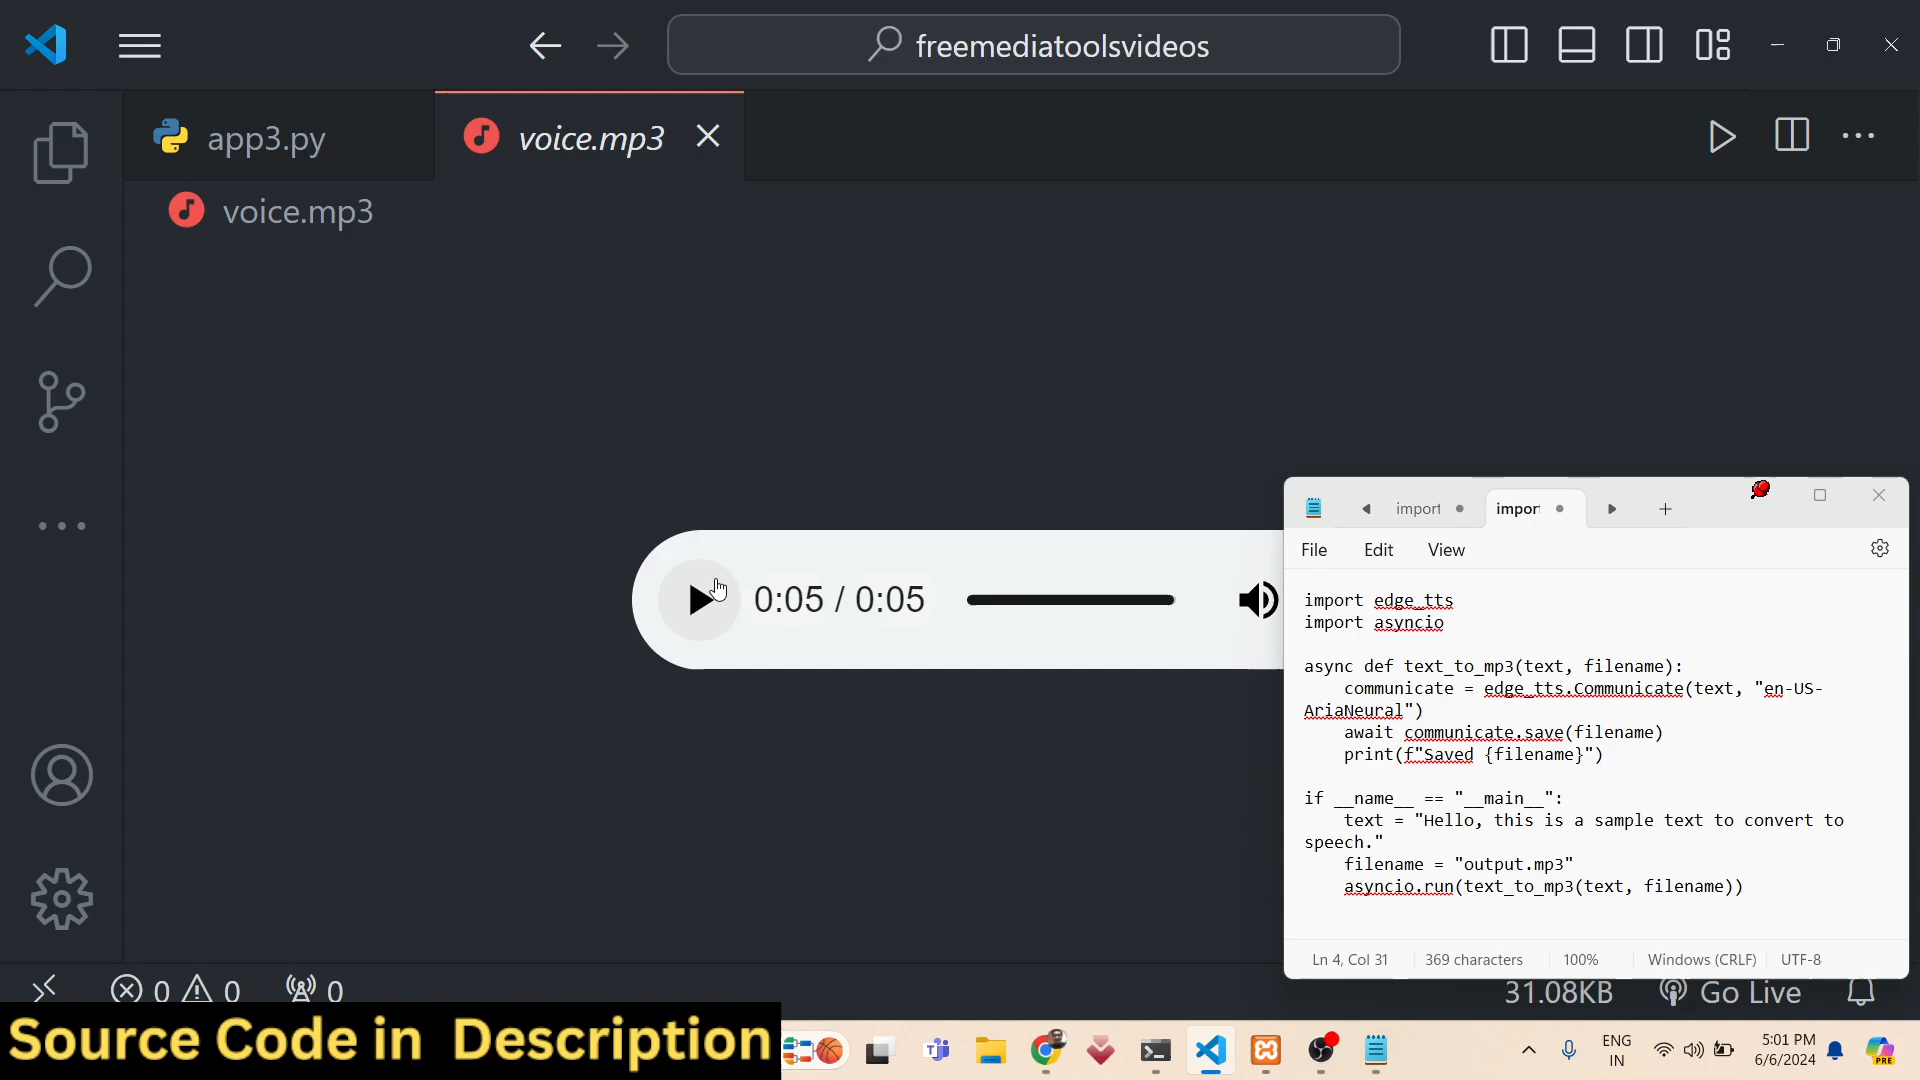 freemediatoolsvideos
app3.py
voice.mp3
voice.mp3
0:05 / 0:05
import
impor
File
Edit
View
import edge_tts
import asyncio
async def text_to_mp3(text, filename):
communicate = edge_tts.Communicate(text, "en-US-
AriaNeural")
await communicate.save(filename)
print(f"Saved {filename}")
if __name__ == "__main__":
text = "Hello, this is a sample text to convert to
speech."
filename = "output.mp3"
asyncio.run(text_to_mp3(text, filename))
Ln 4, Col 31
369 characters
100%
Windows (CRLF)
UTF-8
0
0
0
31.08KB
Go Live
Source Code in Description
ENG
IN
5:01 PM
6/6/2024
PRE